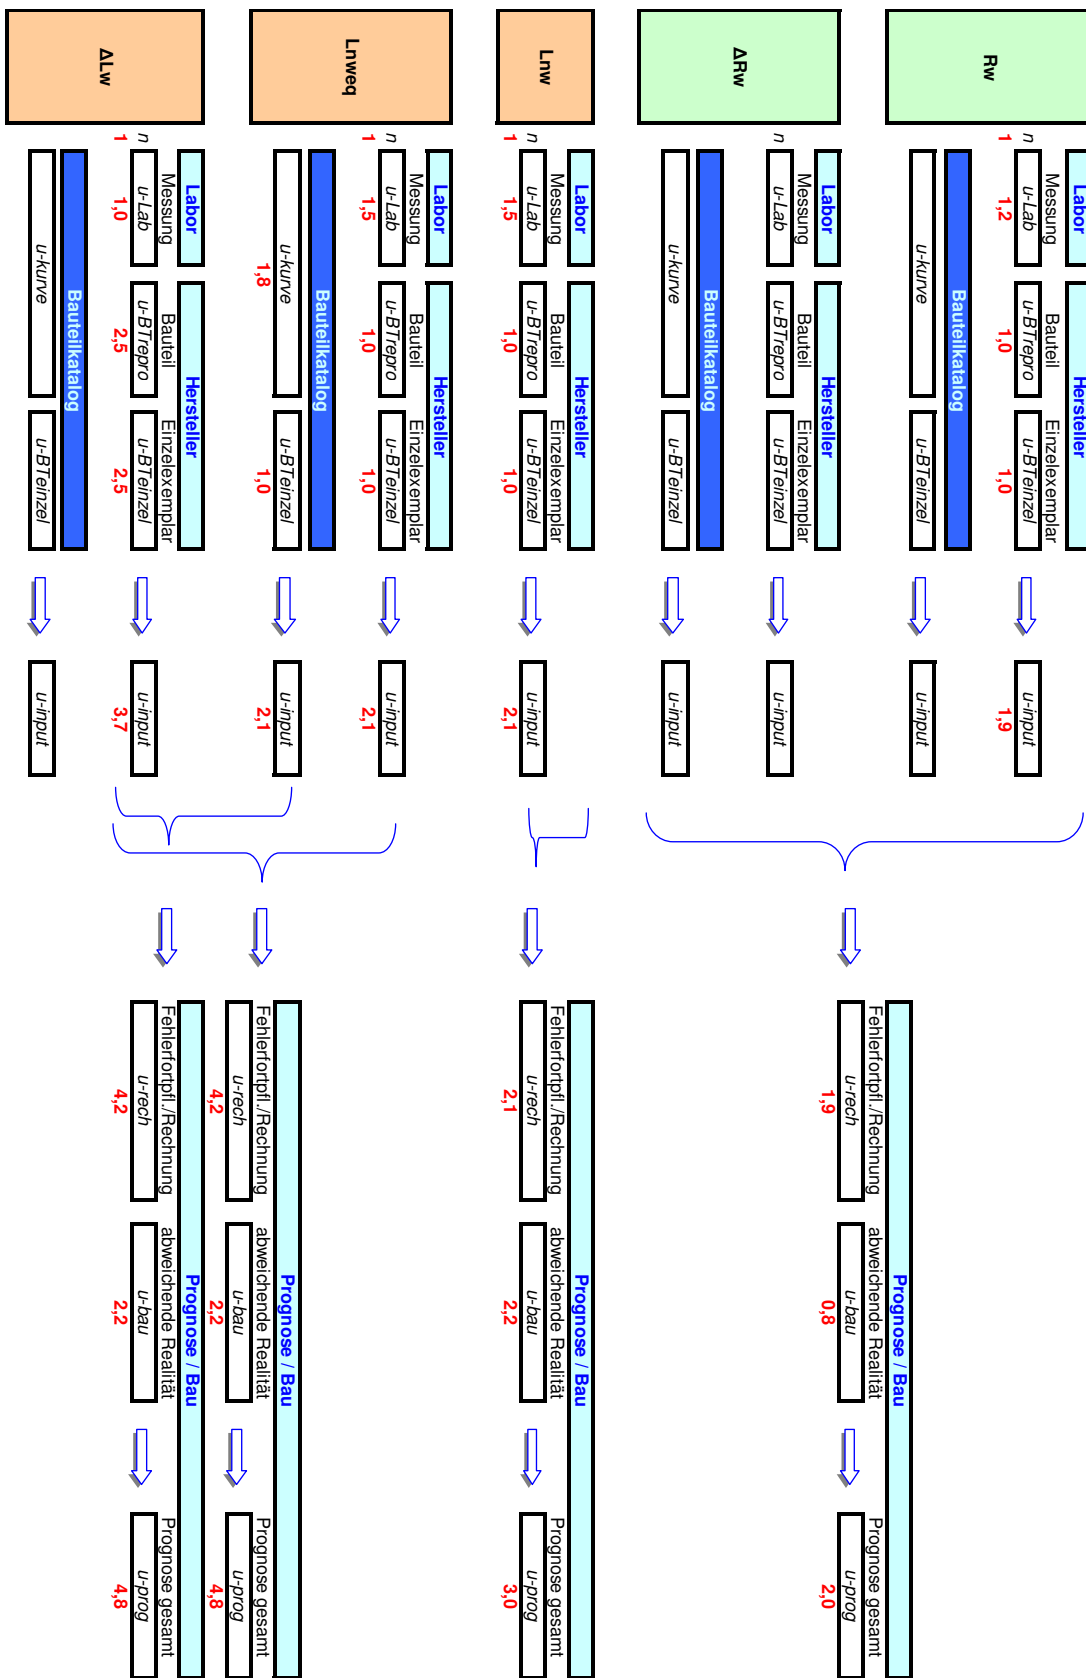 Labor Hersteller
Messung Bauteil Einzelexemplar
Rw n u-Lab u-BTrepro u-BTeinzel u-input
1 1,2 1,0 1,0 1,9
Bauteilkatalog
u-kurve u-BTeinzel u-input
Prognose / Bau
Fehlerfortpfl./Rechnung abweichende Realität Prognose gesamt
u-rech u-bau u-prog
1,9 0,8 2,0
Labor Hersteller
Messung Bauteil Einzelexemplar
ΔRw n u-Lab u-BTrepro u-BTeinzel u-input
Bauteilkatalog
u-kurve u-BTeinzel u-input
Labor Hersteller Prognose / Bau
Messung Bauteil Einzelexemplar Fehlerfortpfl./Rechnung abweichende Realität Prognose gesamt
Lnw n u-Lab u-BTrepro u-BTeinzel u-input u-rech u-bau u-prog
1 1,5 1,0 1,0 2,1 2,1 2,2 3,0
Labor Hersteller
Messung Bauteil Einzelexemplar
Lnweq n u-Lab u-BTrepro u-BTeinzel u-input
1 1,5 1,0 1,0 2,1
Bauteilkatalog
u-kurve u-BTeinzel u-input
1,8 1,0 2,1
Prognose / Bau
Fehlerfortpfl./Rechnung abweichende Realität Prognose gesamt
u-rech u-bau u-prog
4,2 2,2 4,8
Labor Hersteller Prognose / Bau
Messung Bauteil Einzelexemplar Fehlerfortpfl./Rechnung abweichende Realität Prognose gesamt
ΔLw n u-Lab u-BTrepro u-BTeinzel u-input u-rech u-bau u-prog
1 1,0 2,5 2,5 3,7 4,2 2,2 4,8
Bauteilkatalog
u-kurve u-BTeinzel u-input